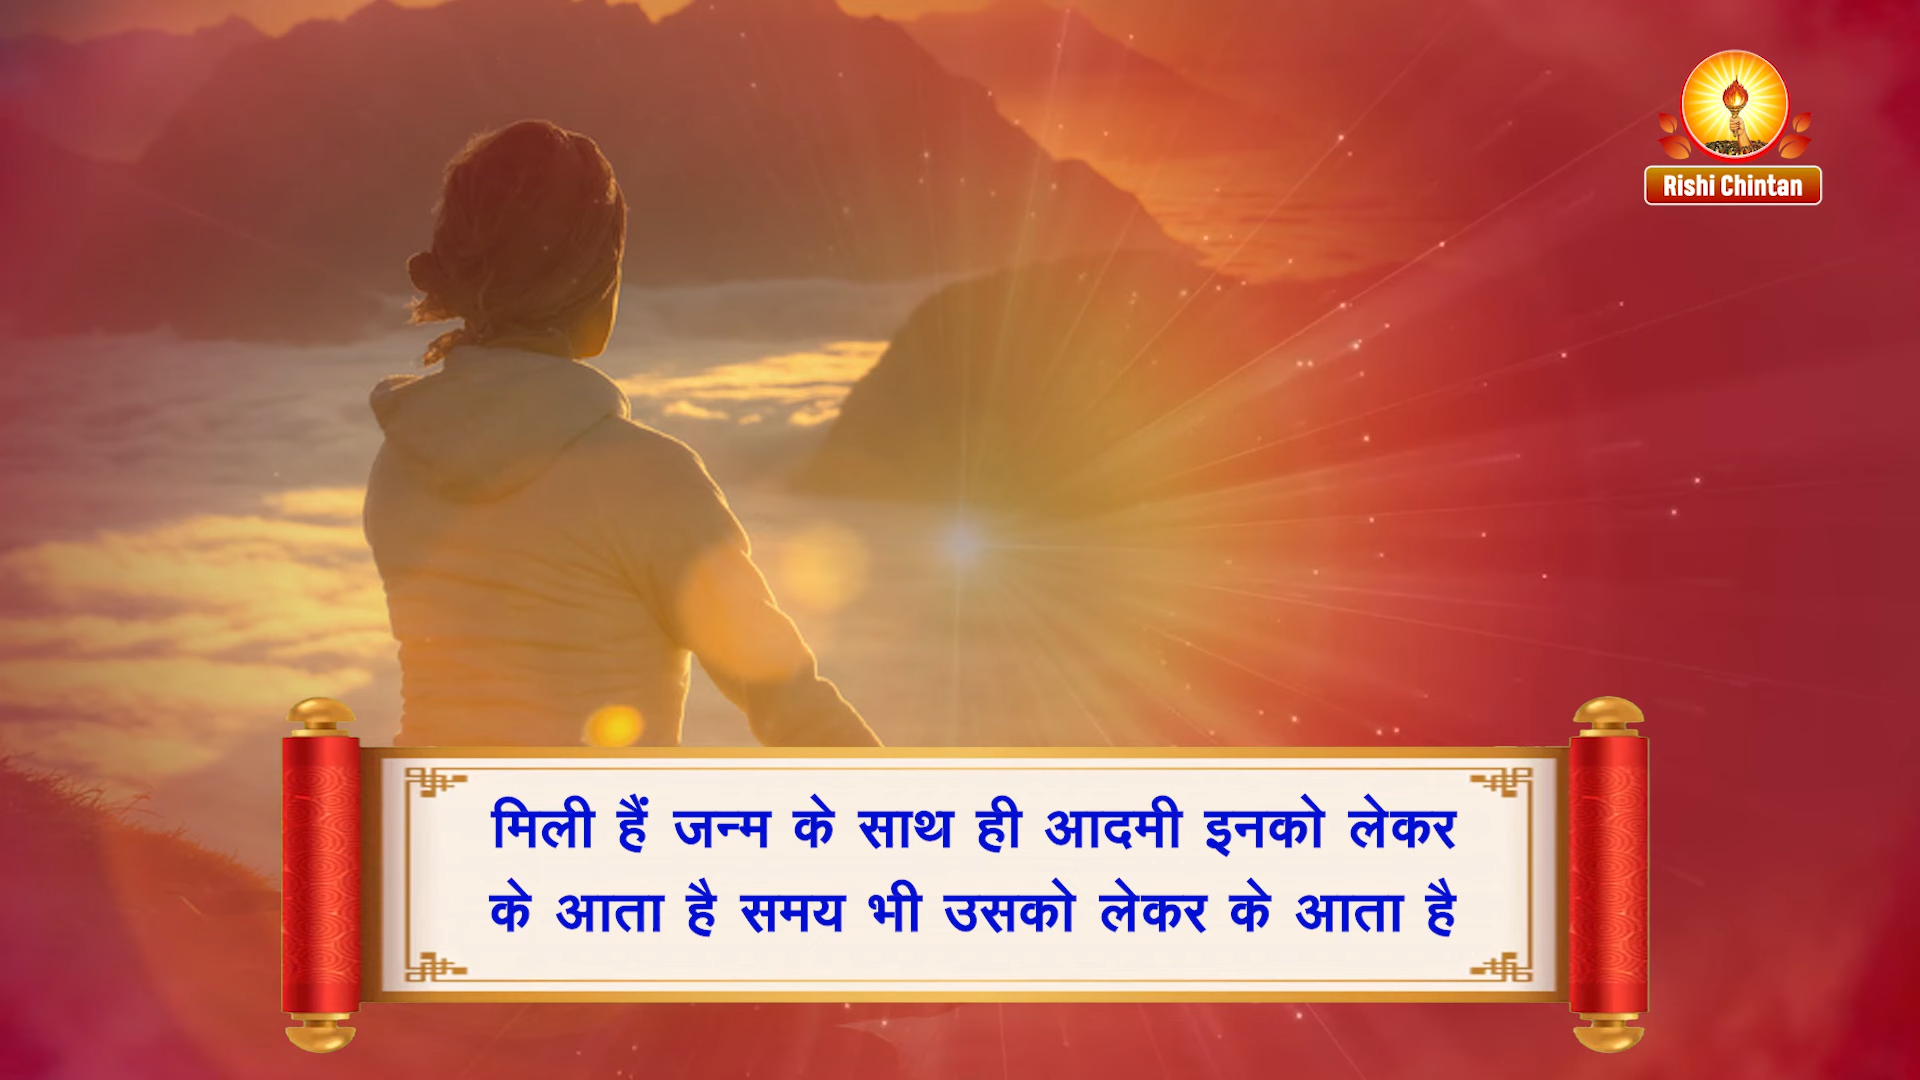 Rishi Chintan
मिली हैं जन्म के साथ ही आदमी इनको लेकर
के आता है समय भी उसको लेकर के आता है